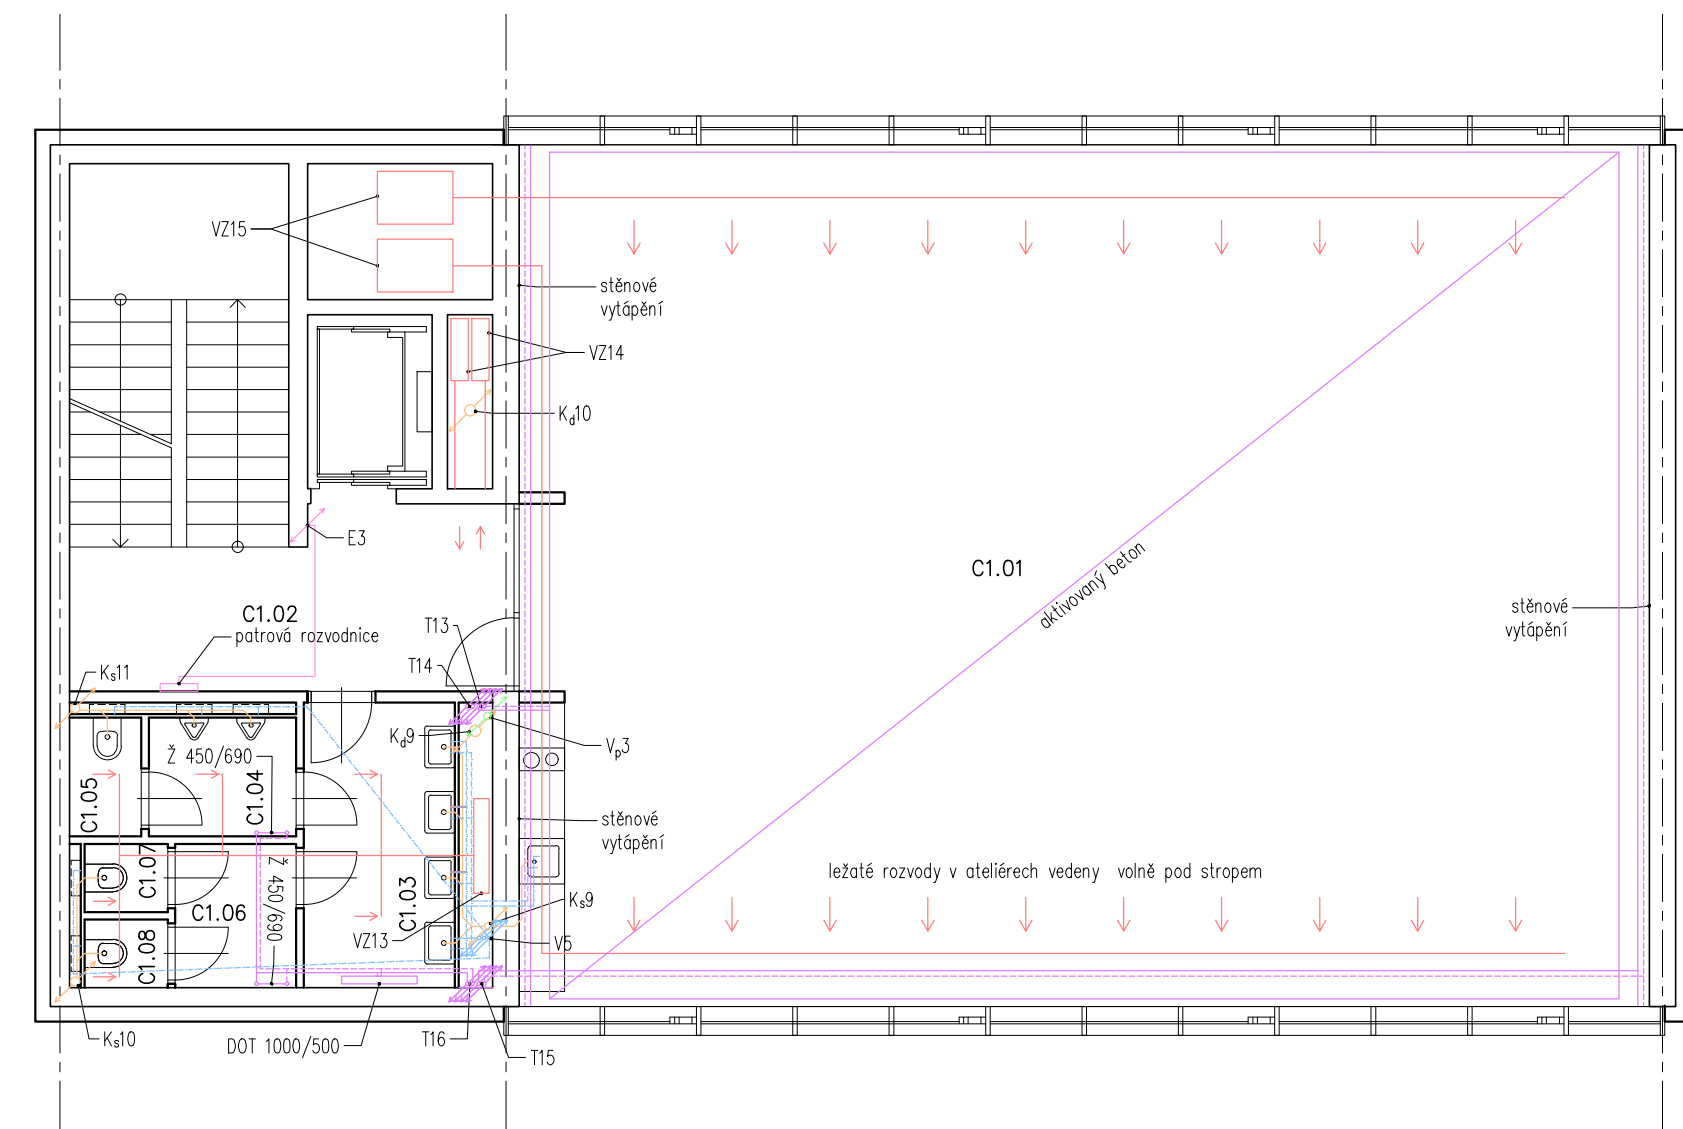 VZ15
stěnové
vytápění
VZ14
Kd10
E3
C1.01
aktivovaný beton
stěnové
vytápění
C1.02
patrová rozvodnice
T13
T14
Ks11
Kd9
Vp3
Ž 450/690
C1.05
C1.04
stěnové
vytápění
C1.07
Ž 450/690
C1.03
ležaté rozvody v ateliérech vedeny volně pod stropem
C1.06
Ks9
C1.08
VZ13
V5
Ks10
DOT 1000/500
T16
T15